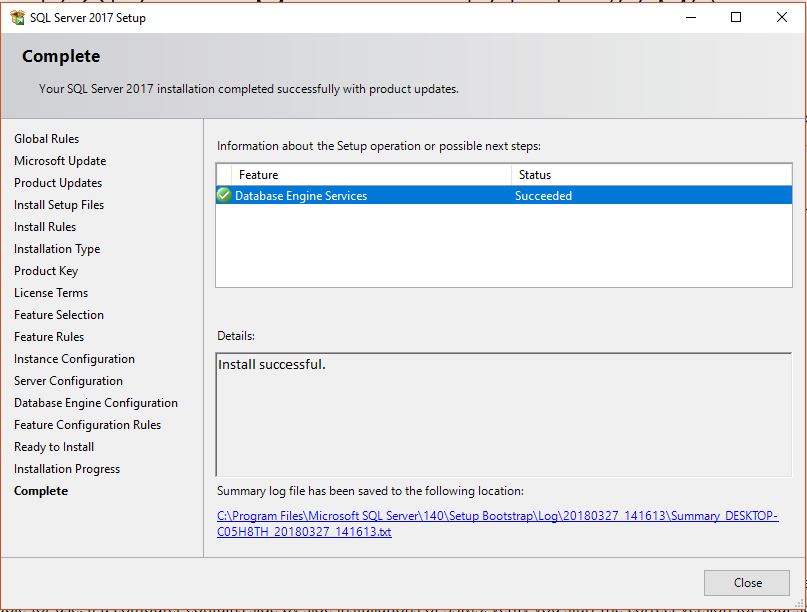 SQL Server 2017 Setup
Complete
Your SQL Server 2017 installation completed successfully with product updates.
Global Rules
Microsoft Update
Product Updates
Install Setup Files
Install Rules
Installation Type
Product Key
License Terms
Feature Selection
Feature Rules
Instance Configuration
Server Configuration
Database Engine Configuration
Feature Configuration Rules
Ready to Install
Installation Progress
Complete
Information about the Setup operation or possible next steps:
Feature Status
Database Engine Services Succeeded
Details:
Install successful.
Summary log file has been saved to the following location:
C:\Program Files\Microsoft SQL Server\140\Setup Bootstrap\Log\20180327_141613\Summary_DESKTOP-
C05H8TH_20180327_141613.txt
Close